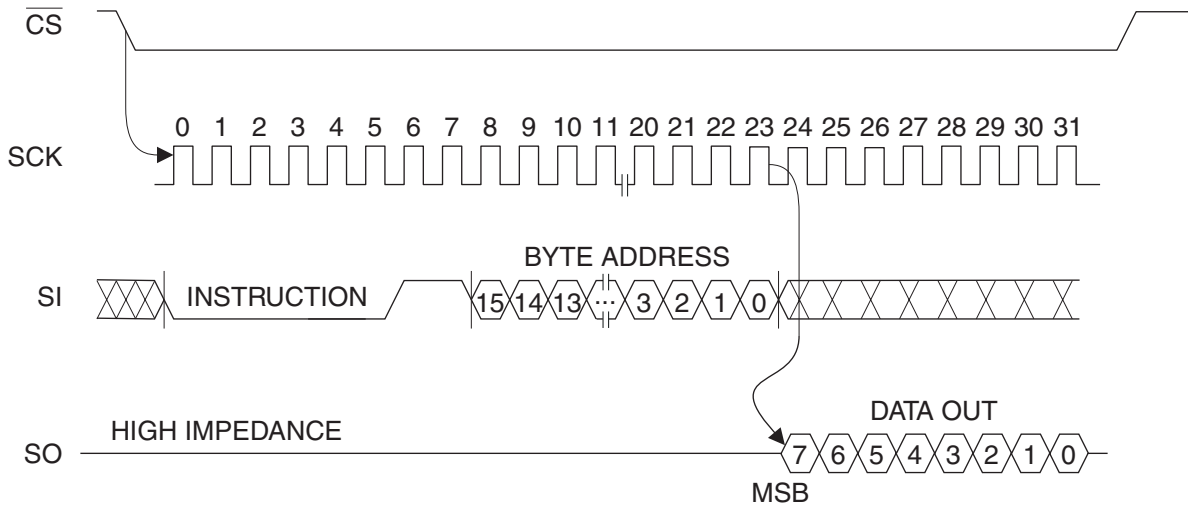 CS
0 1 2 3 4 5 6 7 8 9 10 11 20 21 22 23 24 25 26 27 28 29 30 31
SCK
BYTE ADDRESS
SI INSTRUCTION 15 14 13 ... 3 2 1 0
DATA OUT
HIGH IMPEDANCE
SO 7 6 5 4 3 2 1 0
MSB